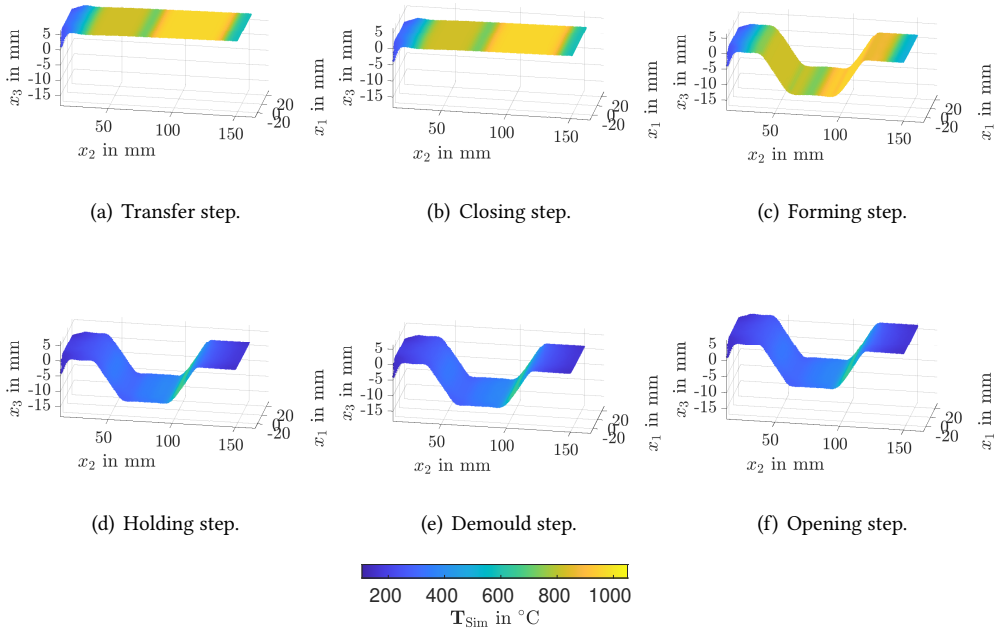 5
0
-5
-10
-15
x₃ in mm
50
100
150
x₂ in mm
20
0
-20
x₁ in mm
(a) Transfer step.
5
0
-5
-10
-15
x₃ in mm
50
100
150
x₂ in mm
20
0
-20
x₁ in mm
(b) Closing step.
5
0
-5
-10
-15
x₃ in mm
50
100
150
x₂ in mm
20
0
-20
x₁ in mm
(c) Forming step.
5
0
-5
-10
-15
x₃ in mm
50
100
150
x₂ in mm
20
0
-20
x₁ in mm
(d) Holding step.
5
0
-5
-10
-15
x₃ in mm
50
100
150
x₂ in mm
20
0
-20
x₁ in mm
(e) Demould step.
5
0
-5
-10
-15
x₃ in mm
50
100
150
x₂ in mm
20
0
-20
x₁ in mm
(f) Opening step.
200 400 600 800 1000
T_Sim in °C